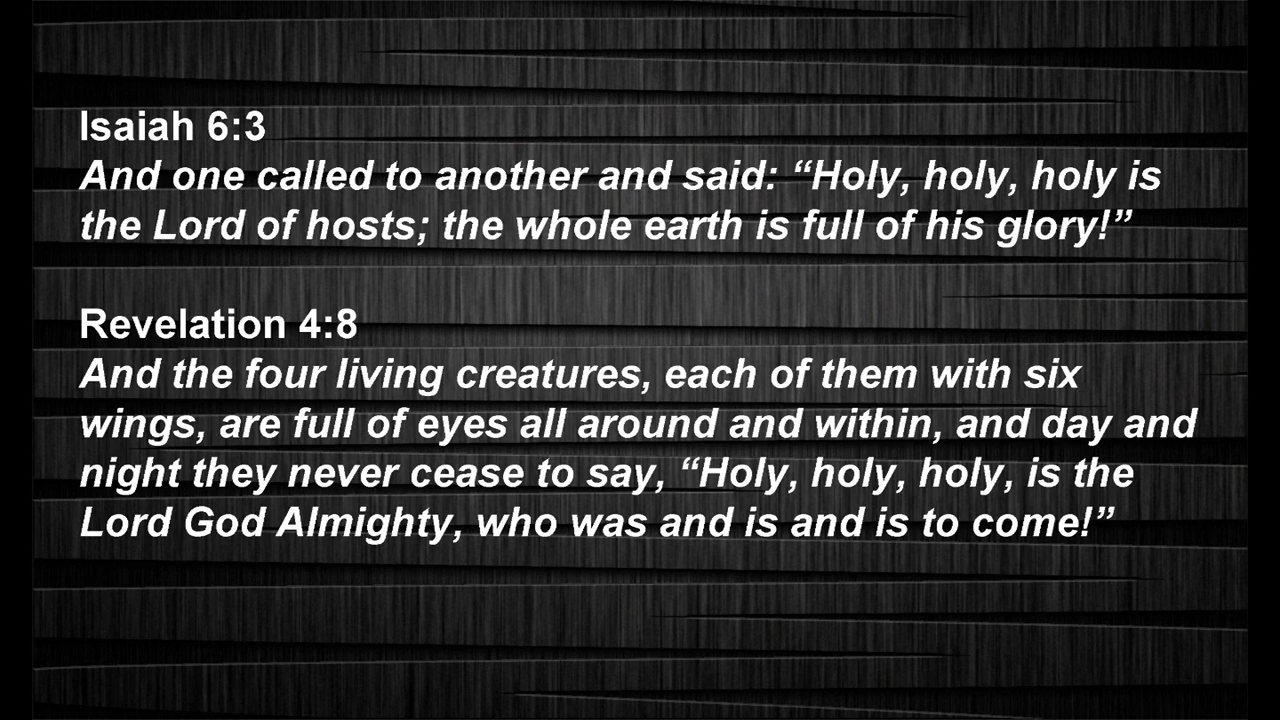 Isaiah 6:3
And one called to another and said: “Holy, holy, holy is
the Lord of hosts; the whole earth is full of his glory!”
Revelation 4:8
And the four living creatures, each of them with six
wings, are full of eyes all around and within, and day and
night they never cease to say, “Holy, holy, holy, is the
Lord God Almighty, who was and is and is to come!”